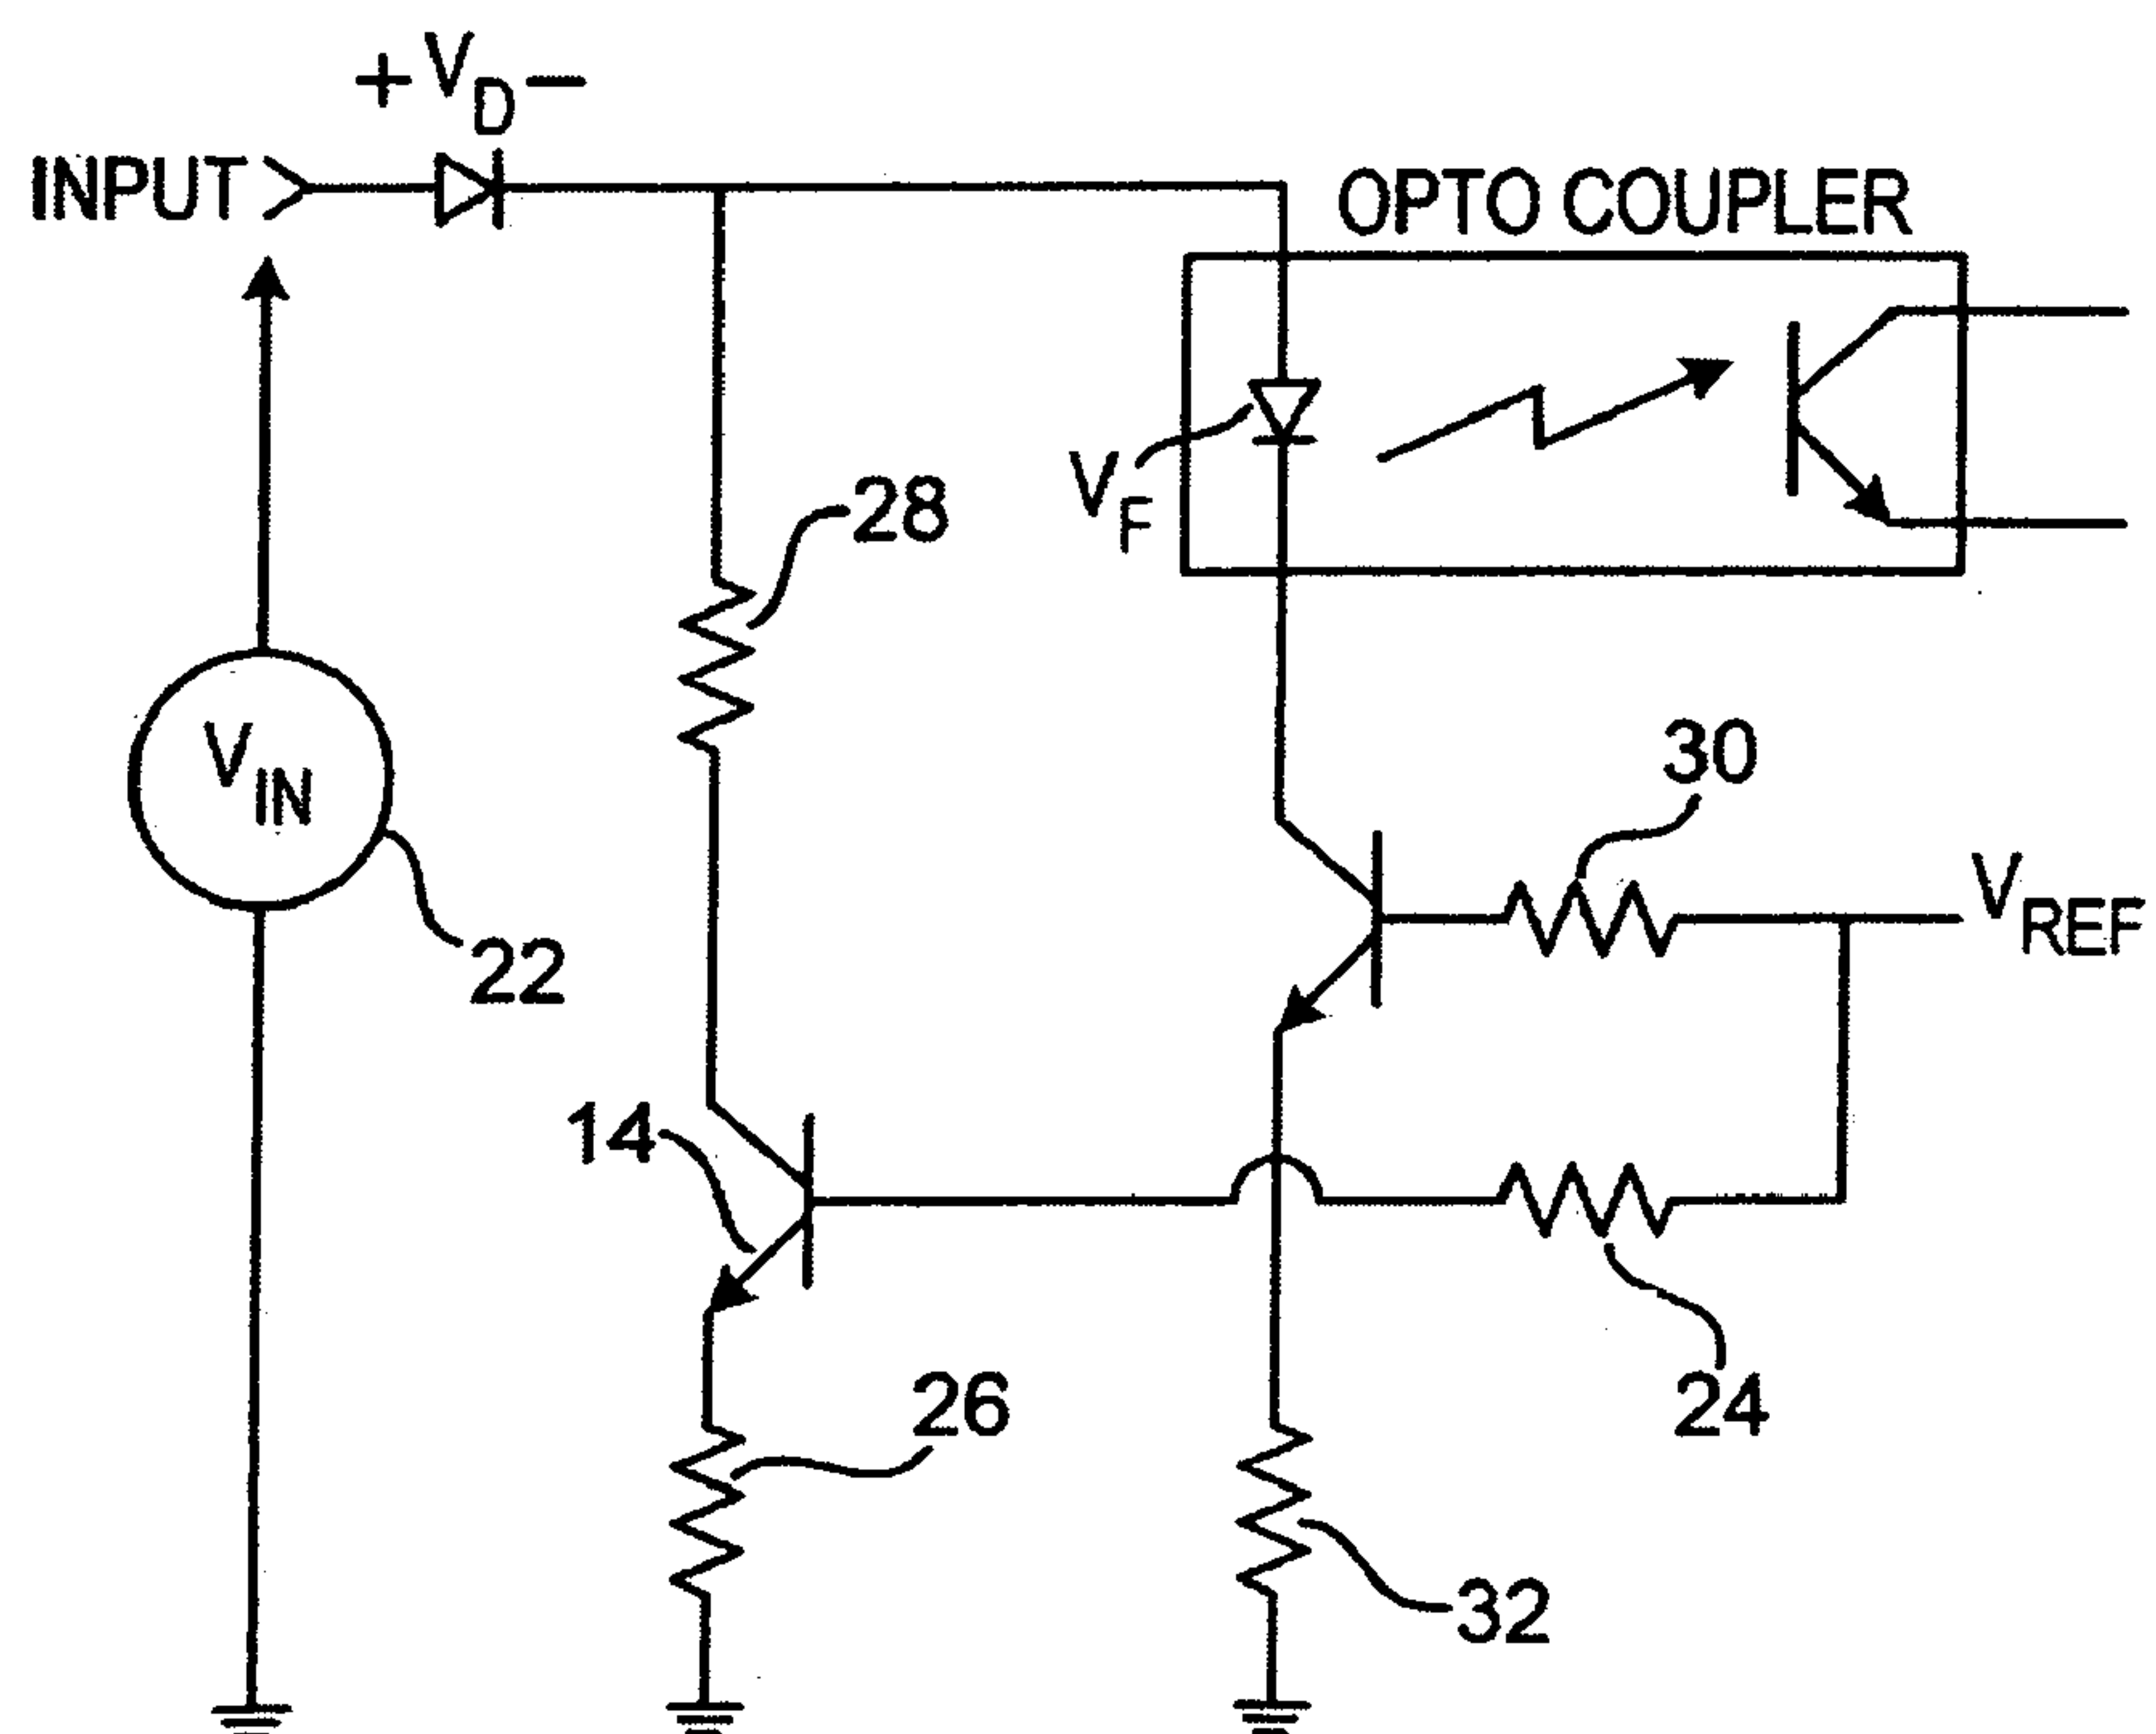 + VD −
INPUT
OPTO COUPLER
VF
28
VIN
30
VREF
22
14
26
24
32